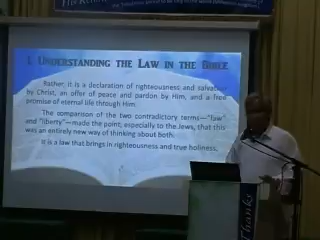 1. Understanding the Law in the Bible
Rather, it is a declaration of righteousness and salvation
by Christ, an offer of peace and pardon by Him, and a free
promise of eternal life through Him.
The comparison of the two contradictory terms—"law"
and "liberty"—made the point, especially to the Jews, that this
was an entirely new way of thinking about both.
It is a law that brings in righteousness and true holiness,
Thanks